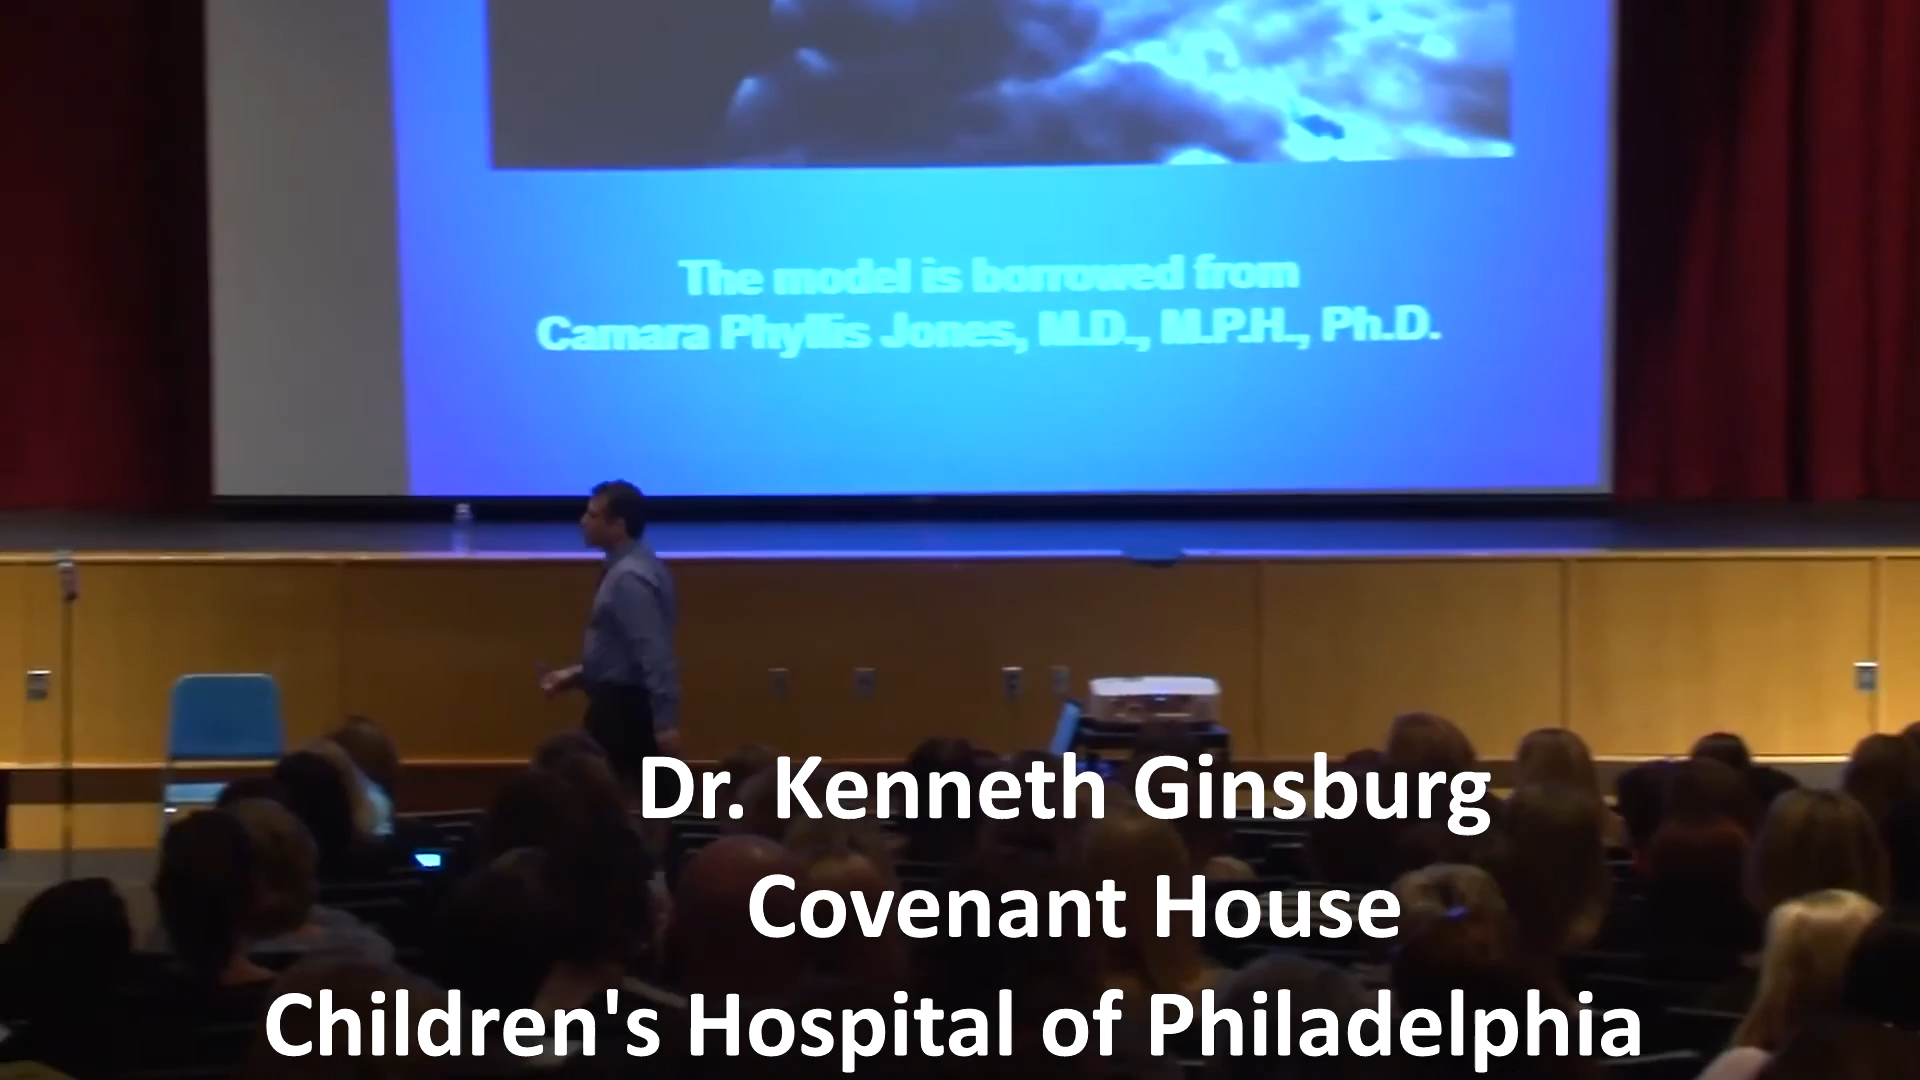 The model is borrowed from
Camara Phyllis Jones, M.D., M.P.H., Ph.D.
Dr. Kenneth Ginsburg
Covenant House
Children's Hospital of Philadelphia